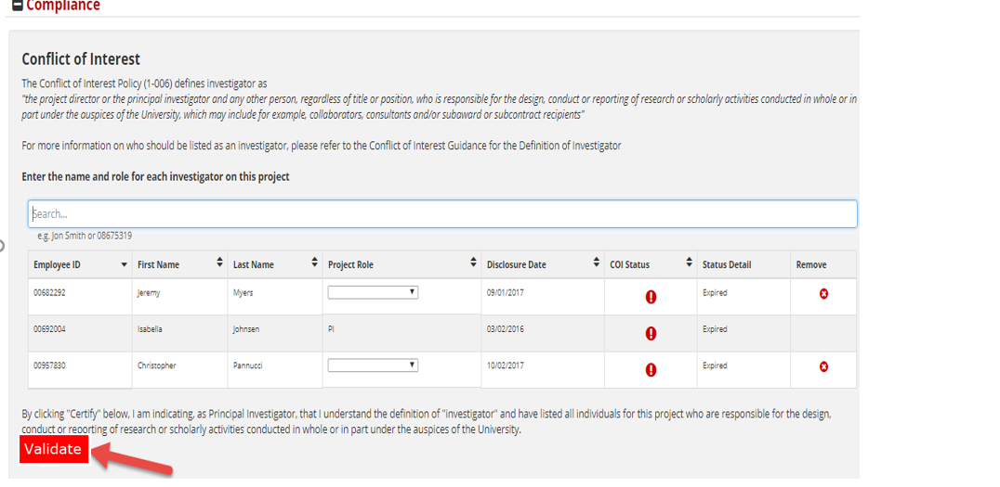 Compliance
Conflict of Interest
The Conflict of Interest Policy (1-006) defines investigator as
"the project director or the principal investigator and any other person, regardless of title or position, who is responsible for the design, conduct or reporting of research or scholarly activities conducted in whole or in
part under the auspices of the University, which may include for example, collaborators, consultants and/or subaward or subcontract recipients"
For more information on who should be listed as an investigator, please refer to the Conflict of Interest Guidance for the Definition of Investigator
Enter the name and role for each investigator on this project
Search...
e.g. Jon Smith or 08675319
Employee ID First Name Last Name Project Role Disclosure Date COI Status Status Detail Remove
00682292 Jeremy Myers 09/01/2017 Expired
00692004 Isabella Johnsen PI 03/02/2016 Expired
00957830 Christopher Pannucci 10/02/2017 Expired
By clicking "Certify" below, I am indicating, as Principal Investigator, that I understand the definition of "investigator" and have listed all individuals for this project who are responsible for the design,
conduct or reporting of research or scholarly activities conducted in whole or in part under the auspices of the University.
Validate